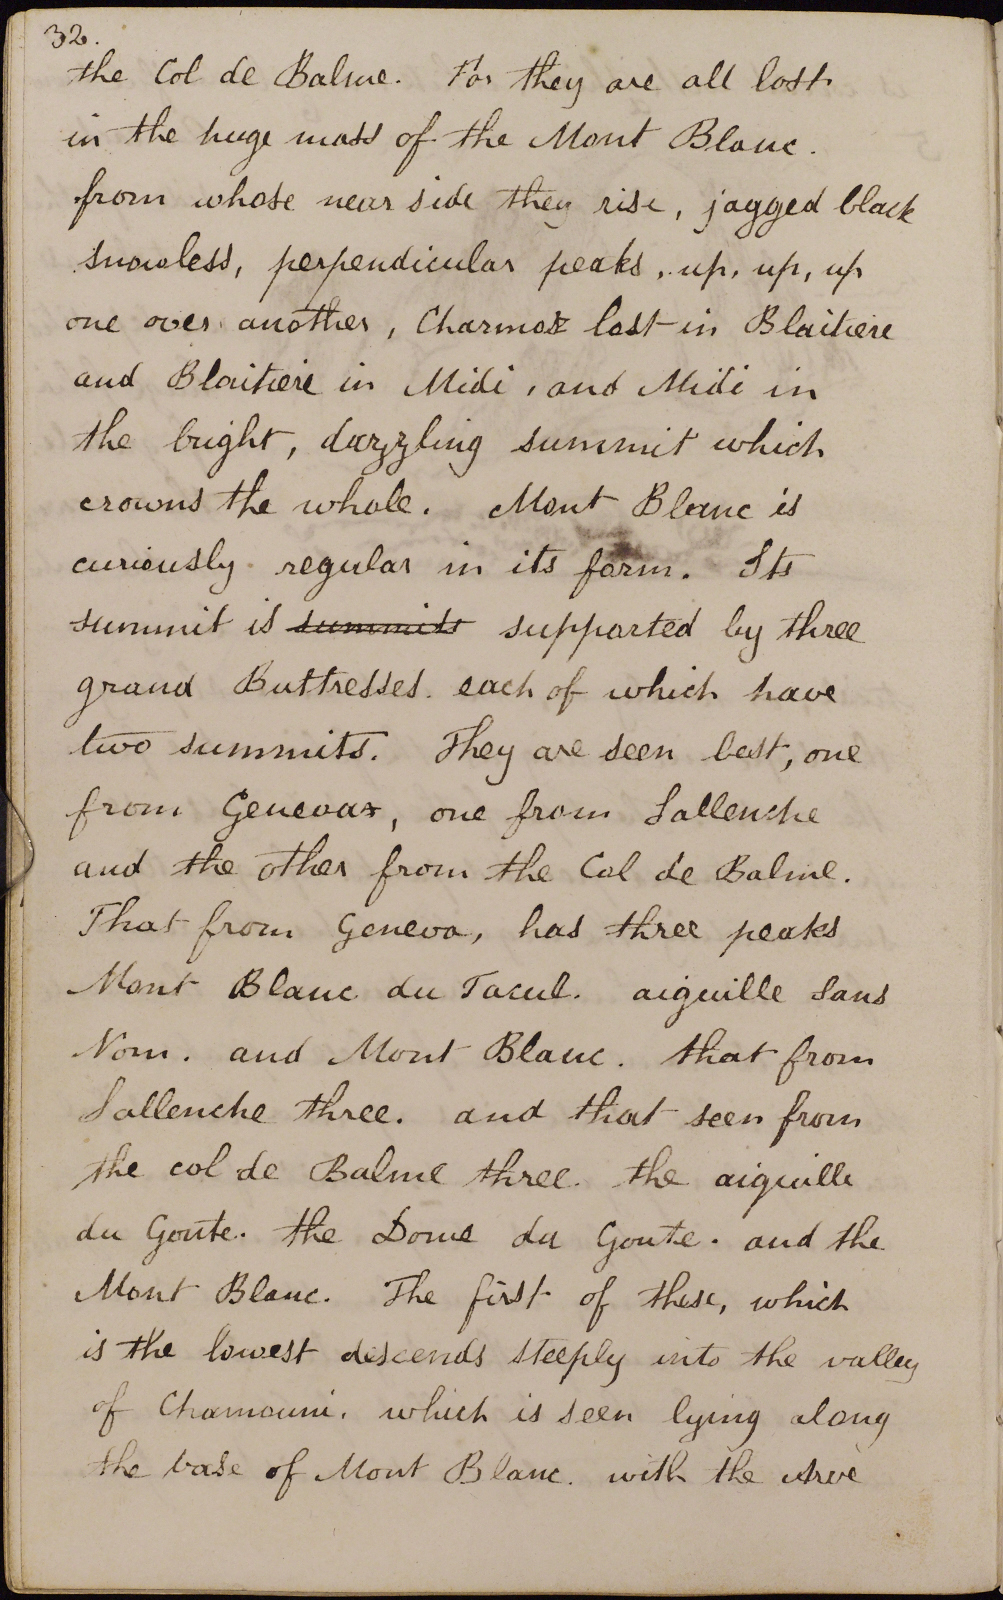 32.
the Col de Balme. For they are all lost
in the huge mass of the Mont Blanc.
from whose near side they rise, jagged black
snowless, perpendicular peaks, up, up, up
one over another, Charmoz lost in Blaitiere
and Blaitiere in Midi, and Midi in
the bright, dazzling summit which
crowns the whole. Mont Blanc is
curiously regular in its form. Its
summit is summits supported by three
grand Buttresses. each of which have
two summits. They are seen best, one
from Geneva, one from Sallenche
and the other from the Col de Balme.
That from Geneva, has three peaks
Mont Blanc du Tacul. aiguille Sans
Nom. and Mont Blanc. that from
Sallenche three. and that seen from
the col de Balme three. the aiguille
du Goute. the Dome du Goute. and the
Mont Blanc. The first of these, which
is the lowest descends steeply into the valley
of Chamouni. which is seen lying along
the base of Mont Blanc. with the Arve